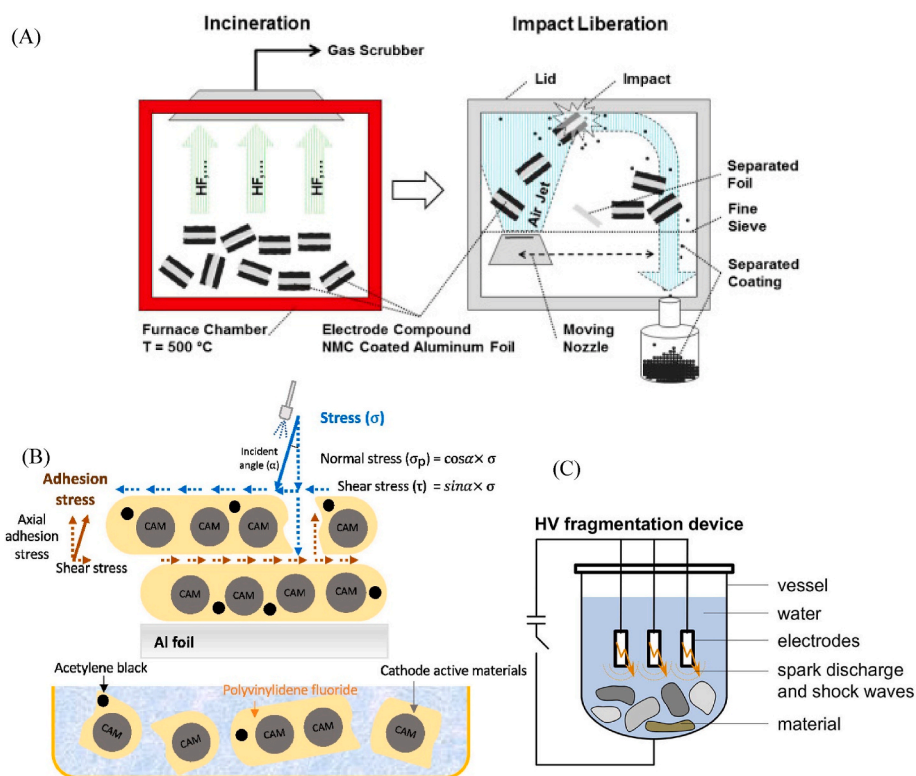 (A)
Incineration
Gas Scrubber
HF,...
HF,...
HF,...
Furnace Chamber
T = 500 °C
Electrode Compound
NMC Coated Aluminum Foil
Impact Liberation
Lid
Impact
Air Jet
Separated
Foil
Fine
Sieve
Separated
Coating
Moving
Nozzle
(B)
Stress (σ)
Incident
angle (α)
Normal stress (σp) = cosα× σ
Shear stress (τ) = sinα× σ
Adhesion
stress
Axial
adhesion
stress
Shear stress
CAM
CAM
CAM
CAM
CAM
CAM
CAM
CAM
Al foil
Acetylene black
Polyvinylidene fluoride
Cathode active materials
CAM
CAM
CAM
CAM
CAM
(C)
HV fragmentation device
vessel
water
electrodes
spark discharge
and shock waves
material